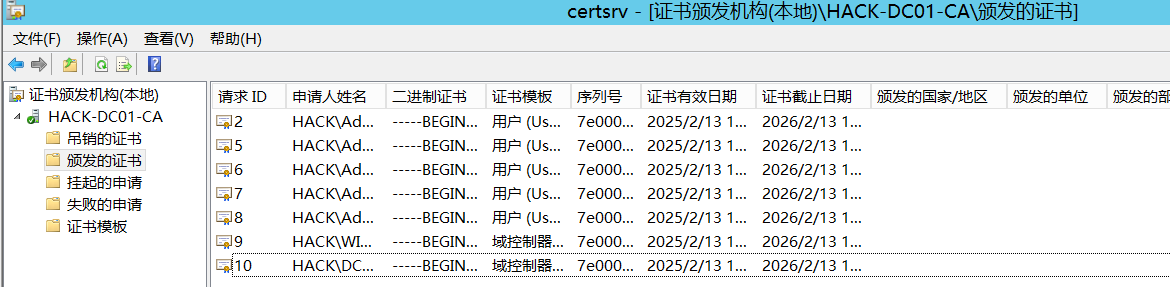 certsrv - [证书颁发机构(本地)\HACK-DC01-CA\颁发的证书]
文件(F) 操作(A) 查看(V) 帮助(H)
证书颁发机构(本地)
HACK-DC01-CA
吊销的证书
颁发的证书
挂起的申请
失败的申请
证书模板
请求 ID 申请人姓名 二进制证书 证书模板 序列号 证书有效日期 证书截止日期 颁发的国家/地区 颁发的单位 颁发的部
2 HACK\Ad... -----BEGIN... 用户 (Us... 7e000... 2025/2/13 1... 2026/2/13 1...
5 HACK\Ad... -----BEGIN... 用户 (Us... 7e000... 2025/2/13 1... 2026/2/13 1...
6 HACK\Ad... -----BEGIN... 用户 (Us... 7e000... 2025/2/13 1... 2026/2/13 1...
7 HACK\Ad... -----BEGIN... 用户 (Us... 7e000... 2025/2/13 1... 2026/2/13 1...
8 HACK\Ad... -----BEGIN... 用户 (Us... 7e000... 2025/2/13 1... 2026/2/13 1...
9 HACK\WI... -----BEGIN... 域控制器... 7e000... 2025/2/13 1... 2026/2/13 1...
10 HACK\DC... -----BEGIN... 域控制器... 7e000... 2025/2/13 1... 2026/2/13 1...